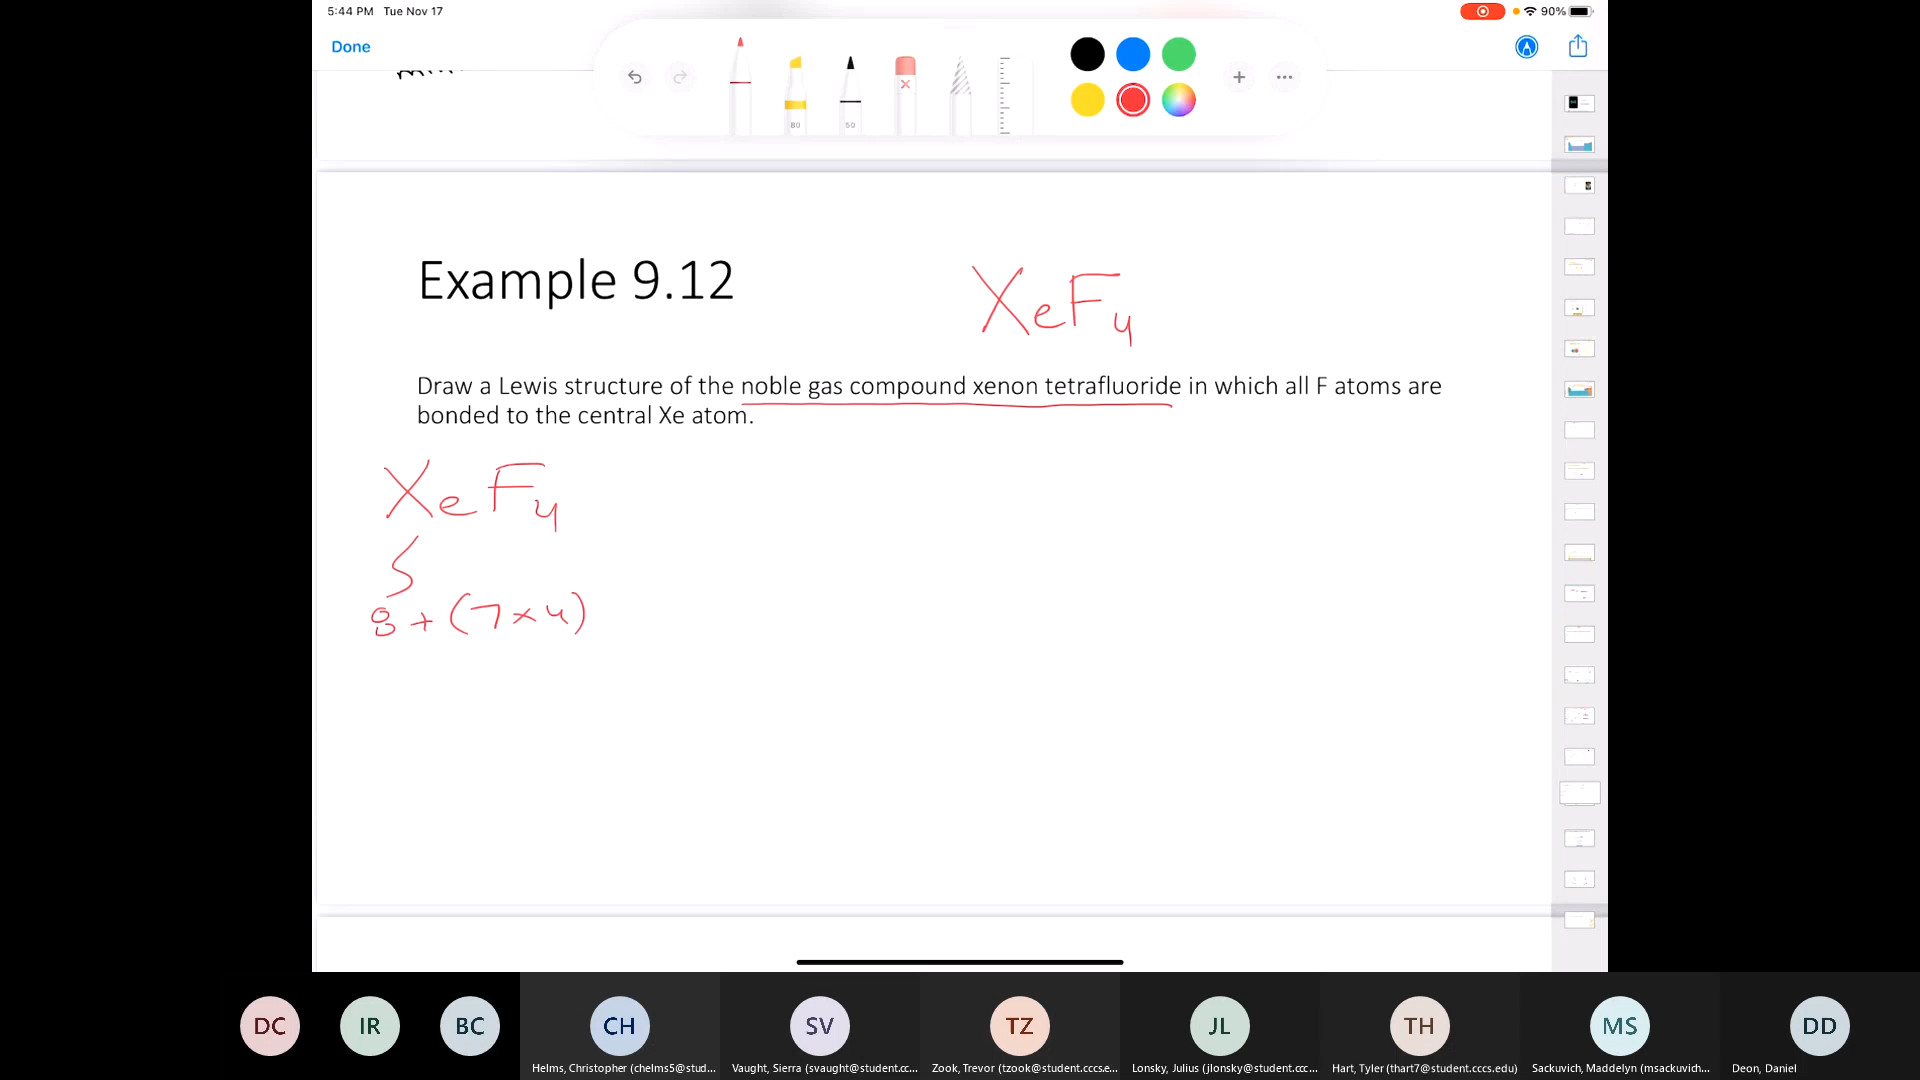 5:44 PM Tue Nov 17
90%
Done
80
50
Example 9.12
XeF4
Draw a Lewis structure of the noble gas compound xenon tetrafluoride in which all F atoms are
bonded to the central Xe atom.
XeF4
8 + (7 × 4)
DC
IR
BC
CH
SV
TZ
JL
TH
MS
DD
Helms, Christopher (chelms5@stud...
Vaught, Sierra (svaught@student.cc...
Zook, Trevor (tzook@student.cccs.e...
Lonsky, Julius (jlonsky@student.ccc...
Hart, Tyler (thart7@student.cccs.edu)
Sackuvich, Maddelyn (msackuvich...
Deon, Daniel